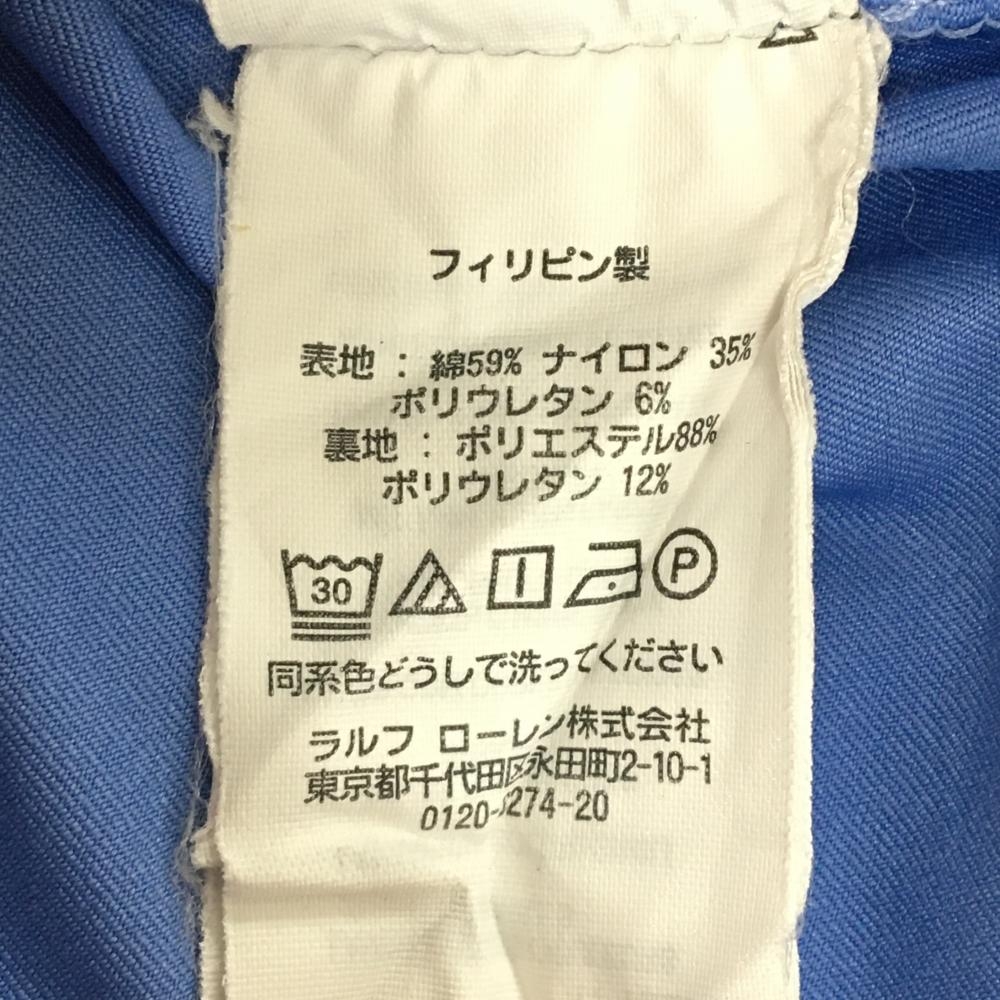 フィリピン製
表地 : 綿59% ナイロン 35%
ポリウレタン 6%
裏地 : ポリエステル88%
ポリウレタン 12%
30
P
同系色どうしで洗ってください
ラルフ ローレン株式会社
東京都千代田区永田町2-10-1